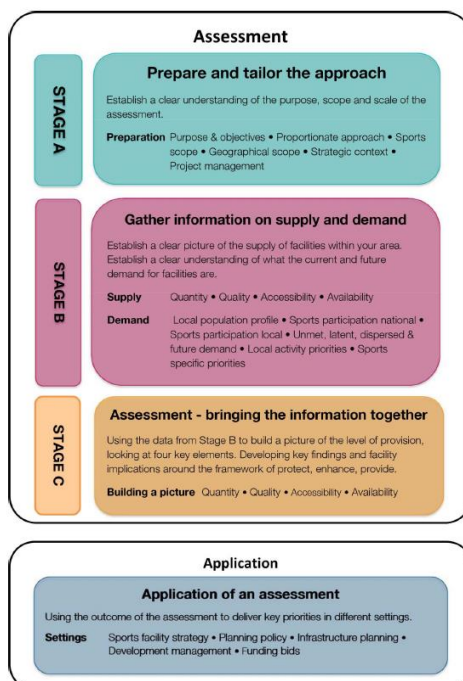 Assessment
STAGE A
Prepare and tailor the approach
Establish a clear understanding of the purpose, scope and scale of the
assessment.
Preparation Purpose & objectives • Proportionate approach • Sports
scope • Geographical scope • Strategic context •
Project management
STAGE B
Gather information on supply and demand
Establish a clear picture of the supply of facilities within your area.
Establish a clear understanding of what the current and future
demand for facilities are.
Supply Quantity • Quality • Accessibility • Availability
Demand Local population profile • Sports participation national •
Sports participation local • Unmet, latent, dispersed &
future demand • Local activity priorities • Sports
specific priorities
STAGE C
Assessment - bringing the information together
Using the data from Stage B to build a picture of the level of provision,
looking at four key elements. Developing key findings and facility
implications around the framework of protect, enhance, provide.
Building a picture Quantity • Quality • Accessibility • Availability
Application
Application of an assessment
Using the outcome of the assessment to deliver key priorities in different settings.
Settings Sports facility strategy • Planning policy • Infrastructure planning •
Development management • Funding bids